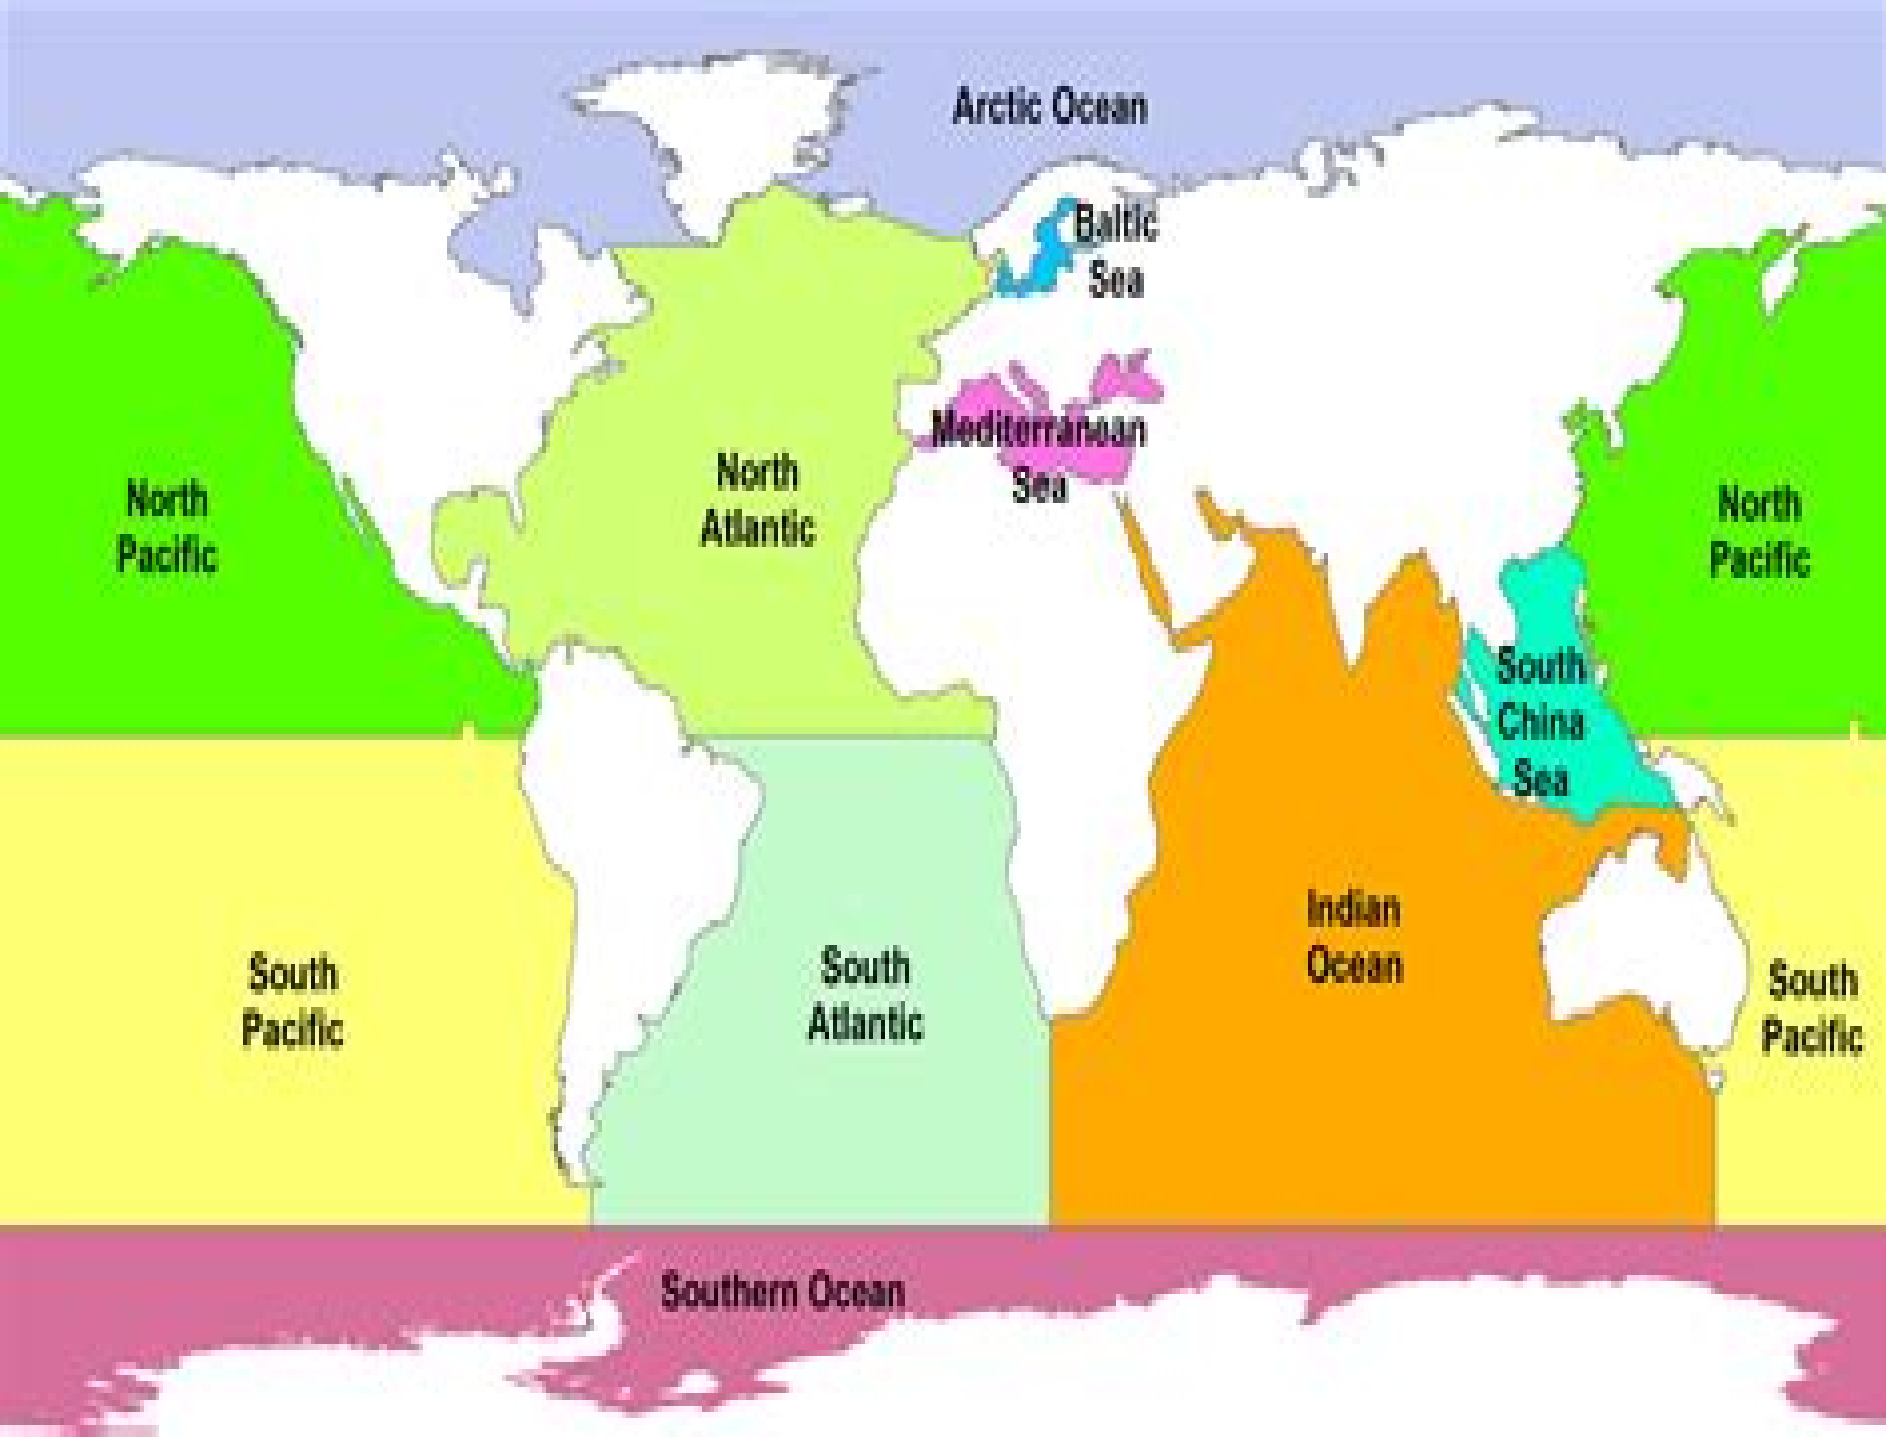 Arctic Ocean
Baltic
Sea
Mediterranean
Sea
North
Pacific
North
Atlantic
North
Pacific
South
China
Sea
Indian
Ocean
South
Pacific
South
Atlantic
South
Pacific
Southern Ocean